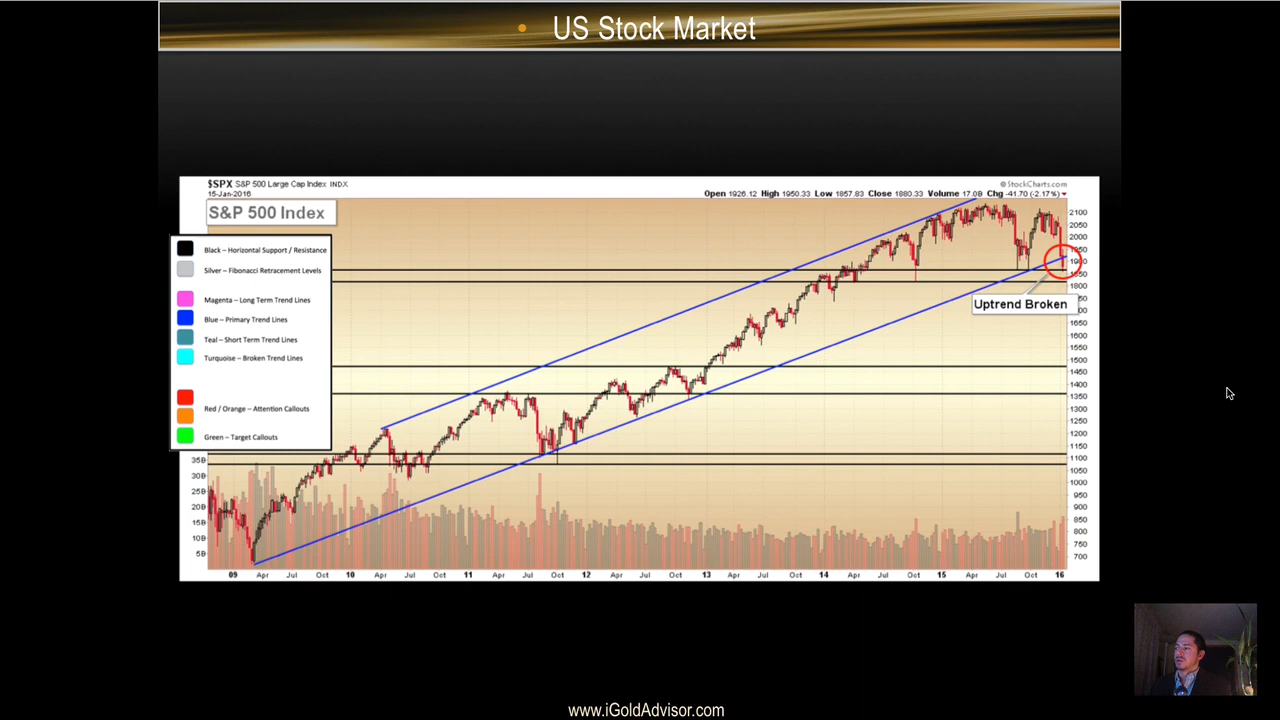 • US Stock Market
$SPX S&P 500 Large Cap Index INDX
© StockCharts.com
15-Jan-2016
Open 1926.12 High 1950.33 Low 1857.83 Close 1880.33 Volume 17.0B Chg -41.70 (-2.17%)
S&P 500 Index
Black – Horizontal Support / Resistance
Silver – Fibonacci Retracement Levels
Magenta – Long Term Trend Lines
Blue – Primary Trend Lines
Teal – Short Term Trend Lines
Turquoise – Broken Trend Lines
Red / Orange – Attention Callouts
Green – Target Callouts
Uptrend Broken
2100
2050
2000
1950
1900
1850
1800
1650
1600
1550
1500
1450
1400
1350
1300
1250
1200
1150
1100
1050
1000
950
900
850
800
750
700
35B
30B
25B
20B
15B
10B
5B
09 Apr Jul Oct 10 Apr Jul Oct 11 Apr Jul Oct 12 Apr Jul Oct 13 Apr Jul Oct 14 Apr Jul Oct 15 Apr Jul Oct 16
www.iGoldAdvisor.com